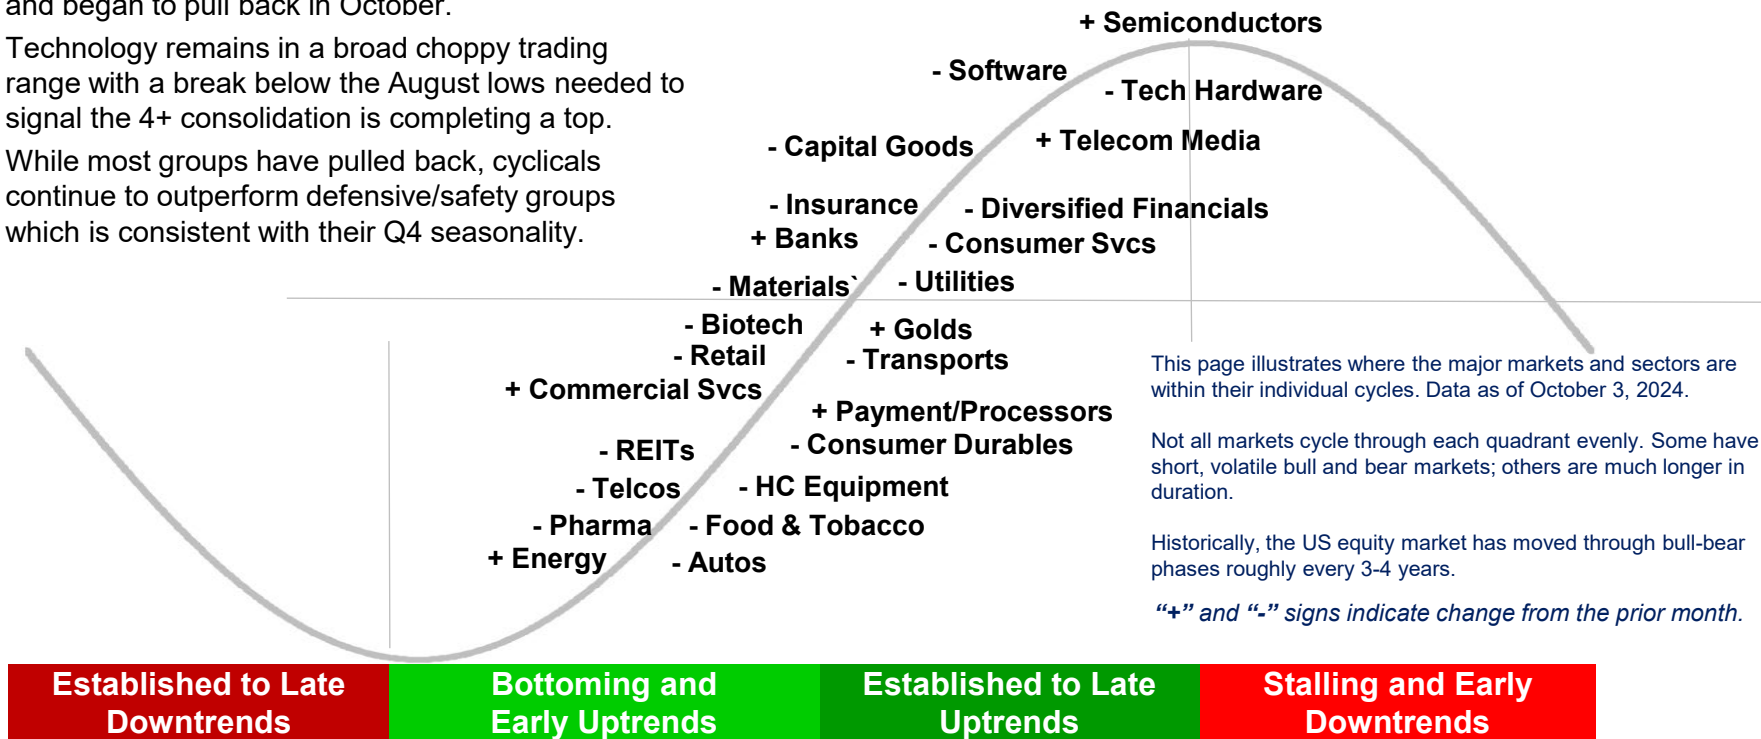 and began to pull back in October.
Technology remains in a broad choppy trading
range with a break below the August lows needed to
signal the 4+ consolidation is completing a top.
While most groups have pulled back, cyclicals
continue to outperform defensive/safety groups
which is consistent with their Q4 seasonality.
+ Semiconductors
- Software
- Tech Hardware
+ Telecom Media
- Capital Goods
- Insurance
- Diversified Financials
+ Banks
- Consumer Svcs
- Materials`
- Utilities
- Biotech
+ Golds
- Retail
- Transports
+ Commercial Svcs
+ Payment/Processors
- REITs
- Consumer Durables
- Telcos
- HC Equipment
- Pharma
- Food & Tobacco
+ Energy
- Autos
This page illustrates where the major markets and sectors are
within their individual cycles. Data as of October 3, 2024.
Not all markets cycle through each quadrant evenly. Some have
short, volatile bull and bear markets; others are much longer in
duration.
Historically, the US equity market has moved through bull-bear
phases roughly every 3-4 years.
“+” and “-” signs indicate change from the prior month.
Established to Late
Downtrends
Bottoming and
Early Uptrends
Established to Late
Uptrends
Stalling and Early
Downtrends